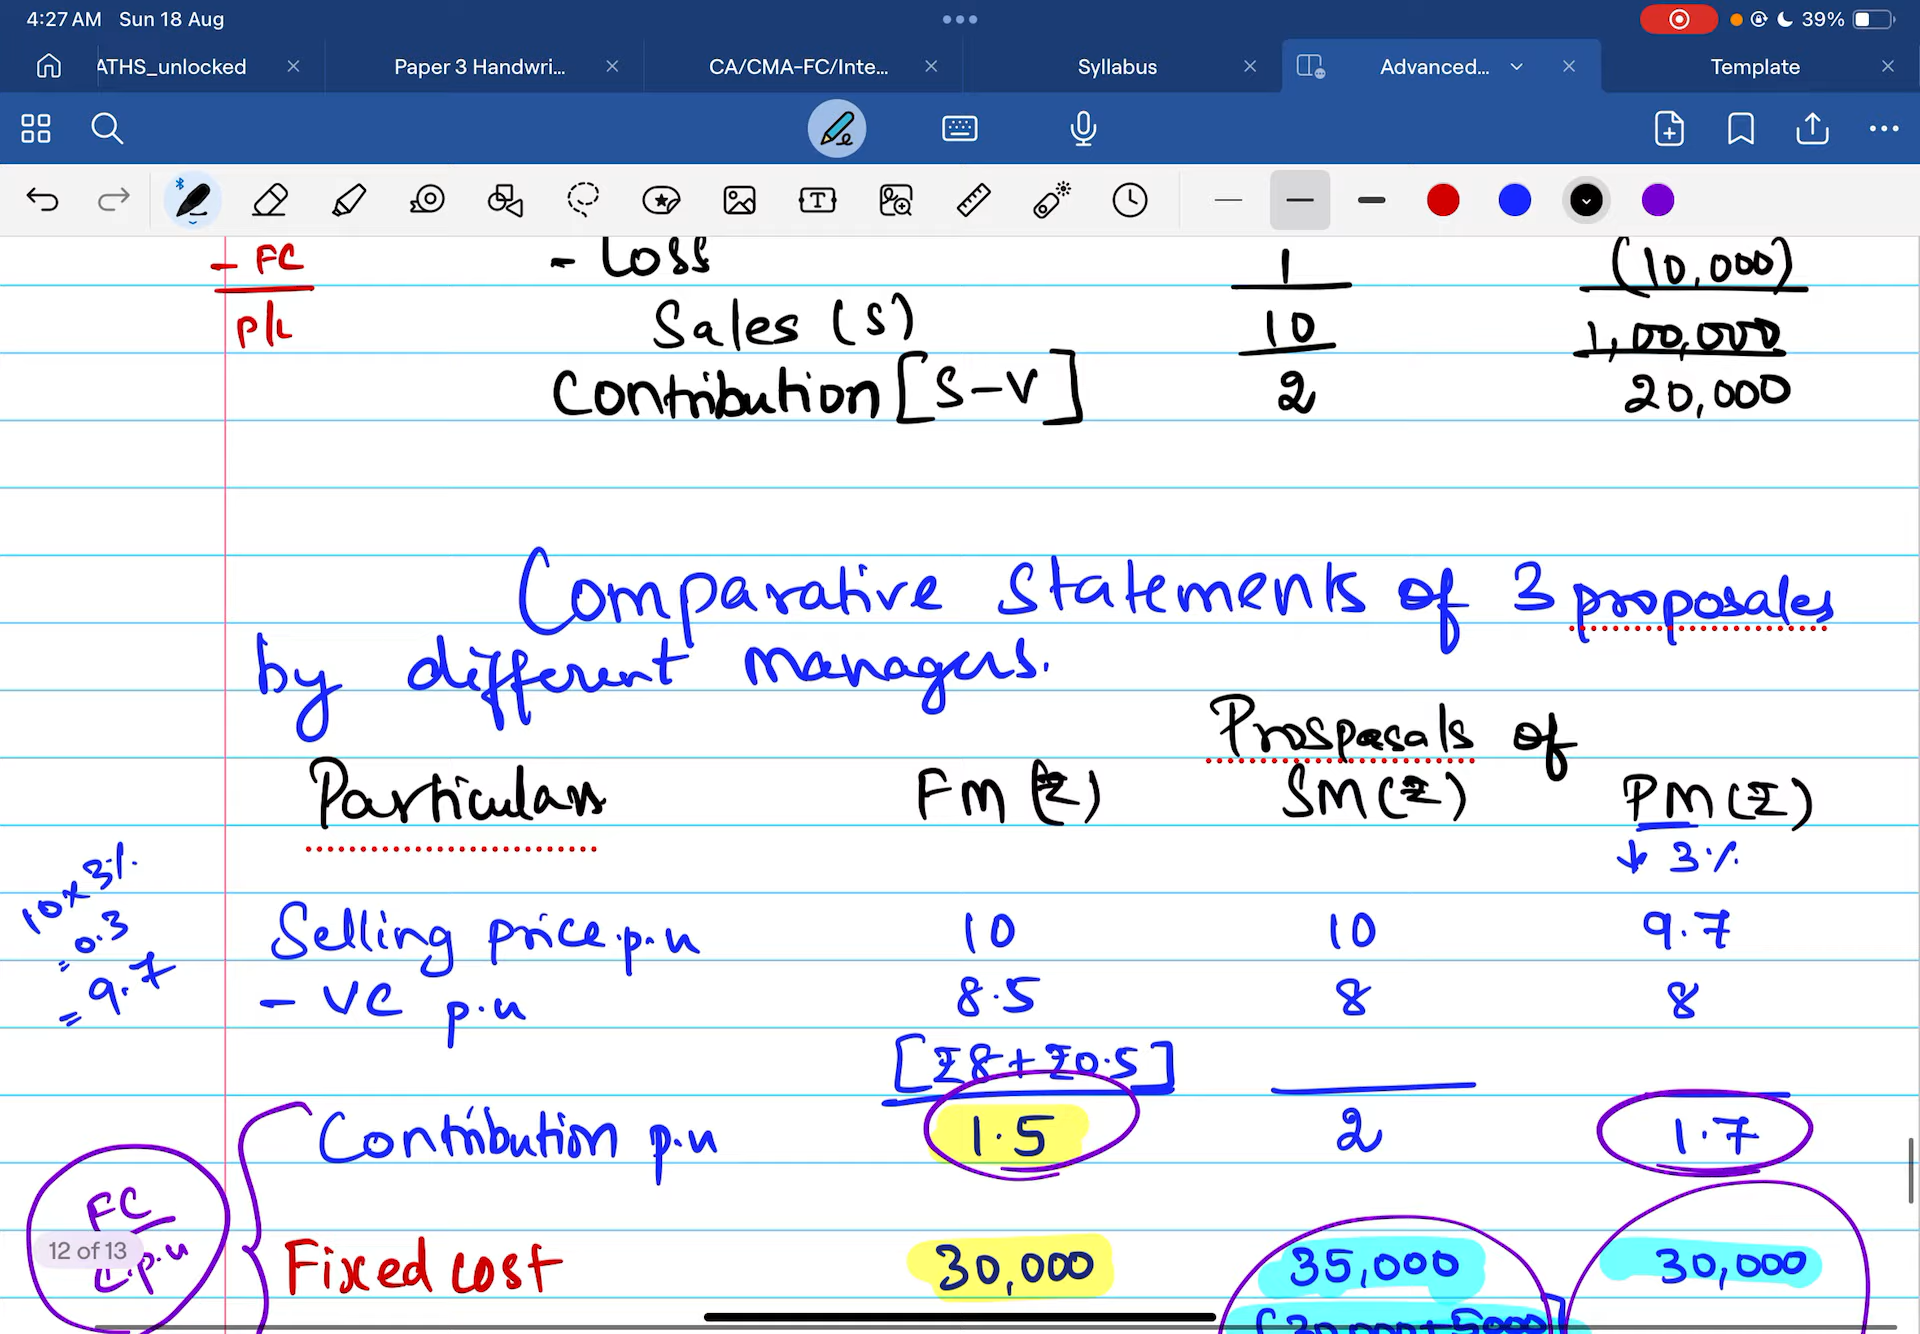 4:27 AM Sun 18 Aug 39%
ATHS_unlocked Paper 3 Handwri... CA/CMA-FC/Inte... Syllabus Advanced... Template
- FC - Loss 1 (10,000)
P/L Sales (S) 10 1,00,000
Contribution [S-V] 2 20,000
Comparative Statements of 3 proposales
by different managers.
Prosposals of
Particulars FM (₹) SM (₹) PM (₹)
↓ 3%
10 x 3%
= 0.3
= 9.7
Selling price p.u 10 10 9.7
- VC p.u 8.5 8 8
[₹8 + ₹0.5]
Contribution p.u 1.5 2 1.7
FC
c.p.u
12 of 13
Fixed cost 30,000 35,000 30,000
[30,000+5000]